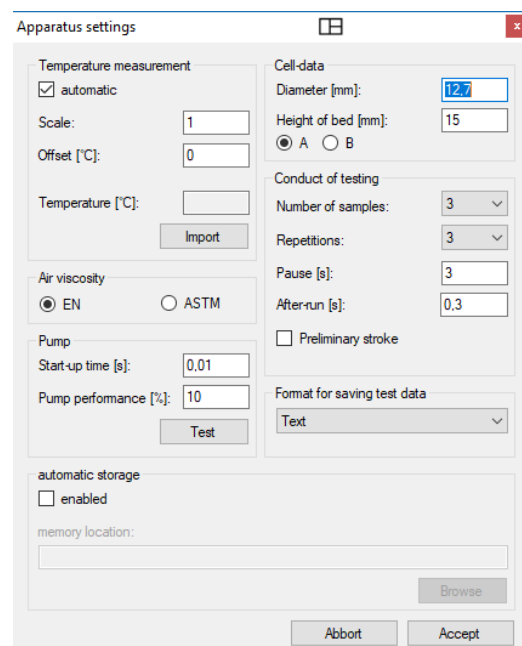 Apparatus settings
x
Temperature measurement
automatic
Scale:
1
Offset [°C]:
0
Temperature [°C]:
Import
Air viscosity
EN
ASTM
Pump
Start-up time [s]:
0,01
Pump performance [%]:
10
Test
Cell-data
Diameter [mm]:
12,7
Height of bed [mm]:
15
A
B
Conduct of testing
Number of samples:
3
Repetitions:
3
Pause [s]:
3
After-run [s]:
0,3
Preliminary stroke
Format for saving test data
Text
automatic storage
enabled
memory location:
Browse
Abbort
Accept